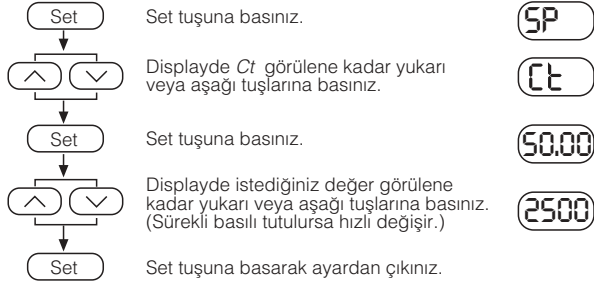 Set
Set tuşuna basınız.
SP
Displayde Ct görülene kadar yukarı
veya aşağı tuşlarına basınız.
Ct
Set
Set tuşuna basınız.
50.00
Displayde istediğiniz değer görülene
kadar yukarı veya aşağı tuşlarına basınız.
(Sürekli basılı tutulursa hızlı değişir.)
2500
Set
Set tuşuna basarak ayardan çıkınız.